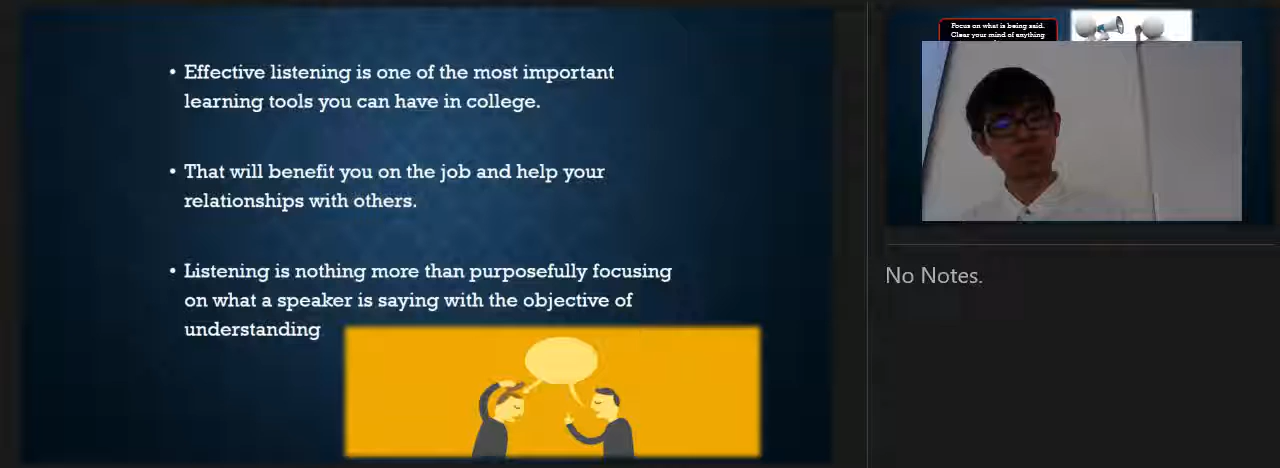 • Effective listening is one of the most important
learning tools you can have in college.
• That will benefit you on the job and help your
relationships with others.
• Listening is nothing more than purposefully focusing
on what a speaker is saying with the objective of
understanding
Focus on what is being said.
Clear your mind of anything
No Notes.